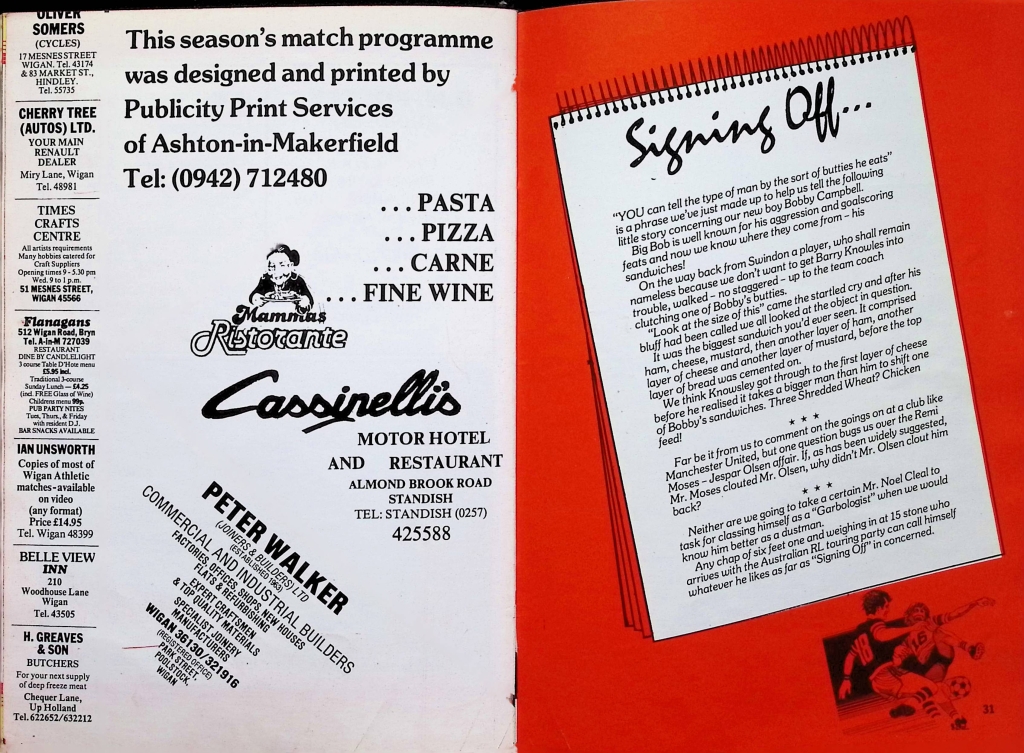 OLIVER
SOMERS
(CYCLES)
17 MESNES STREET
WIGAN. Tel. 43174
& 83 MARKET ST.,
HINDLEY.
Tel. 55735
CHERRY TREE
(AUTOS) LTD.
YOUR MAIN
RENAULT
DEALER
Miry Lane, Wigan
Tel. 48981
TIMES
CRAFTS
CENTRE
All artists requirements
Many hobbies catered for
Craft Suppliers
Opening times 9 - 5.30 pm
Wed. 9 to 1 p.m.
51 MESNES STREET,
WIGAN 45566
Flanagans
512 Wigan Road, Bryn
Tel. A-in-M 727039
RESTAURANT
DINE BY CANDLELIGHT
3 course Table D'Hote menu
£5.95 incl.
Traditional 3-course
Sunday Lunch — £4.25
(incl. FREE Glass of Wine)
Childrens menu 99p.
PUB PARTY NITES
Tues, Thurs., & Friday
with resident D.J.
BAR SNACKS AVAILABLE
IAN UNSWORTH
Copies of most of
Wigan Athletic
matches - available
on video
(any format)
Price £14.95
Tel. Wigan 48399
BELLE VIEW
INN
210
Woodhouse Lane
Wigan
Tel. 43505
H. GREAVES
& SON
BUTCHERS
For your next supply
of deep freeze meat
Chequer Lane,
Up Holland
Tel. 622652/632212
This season's match programme
was designed and printed by
Publicity Print Services
of Ashton-in-Makerfield
Tel: (0942) 712480
...PASTA
...PIZZA
...CARNE
...FINE WINE
Mammas
Ristorante
Cassinelli's
MOTOR HOTEL
AND RESTAURANT
ALMOND BROOK ROAD
STANDISH
TEL: STANDISH (0257)
425588
PETER WALKER
(JOINERS & BUILDERS) LTD
(ESTABLISHED 1963)
COMMERCIAL AND INDUSTRIAL BUILDERS
FACTORIES, OFFICES, SHOPS, NEW HOUSES
FLATS & REFURBISHING
EXPERT CRAFTSMEN
& TOP QUALITY MATERIALS
SPECIALIST JOINERY
MANUFACTURERS
WIGAN 36130/321916
(REGISTERED OFFICE)
PARK STREET,
POOLSTOCK,
WIGAN
Signing Off...
"YOU can tell the type of man by the sort of butties he eats"
is a phrase we've just made up to help us tell the following
little story concerning our new boy Bobby Campbell.
Big Bob is well known for his aggression and goalscoring
feats and now we know where they come from – his
sandwiches!
On the way back from Swindon a player, who shall remain
nameless because we don't want to get Barry Knowles into
trouble, walked – no staggered – up to the team coach
clutching one of Bobby's butties.
"Look at the size of this" came the startled cry and after his
bluff had been called we all looked at the object in question.
It was the biggest sandwich you'd ever seen. It comprised
ham, cheese, mustard, then another layer of ham, another
layer of cheese and another layer of mustard, before the top
layer of bread was cemented on.
We think Knowlesy got through to the first layer of cheese
before he realised it takes a bigger man than him to shift one
of Bobby's sandwiches. Three Shredded Wheat? Chicken
feed!
* * *
Far be it from us to comment on the goings on at a club like
Manchester United, but one question bugs us over the Remi
Moses - Jespar Olsen affair. If, as has been widely suggested,
Mr. Moses clouted Mr. Olsen, why didn't Mr. Olsen clout him
back?
* * *
Neither are we going to take a certain Mr. Noel Cleal to
task for classing himself as a "Garbologist" when we would
know him better as a dustman.
Any chap of six feet one and weighing in at 15 stone who
arrives with the Australian RL touring party can call himself
whatever he likes as far as "Signing Off" in concerned.
18
16
31